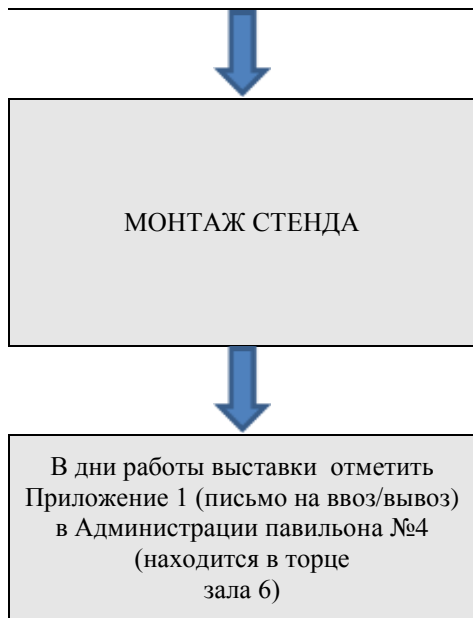 МОНТАЖ СТЕНДА
В дни работы выставки отметить
Приложение 1 (письмо на ввоз/вывоз)
в Администрации павильона №4
(находится в торце
зала 6)